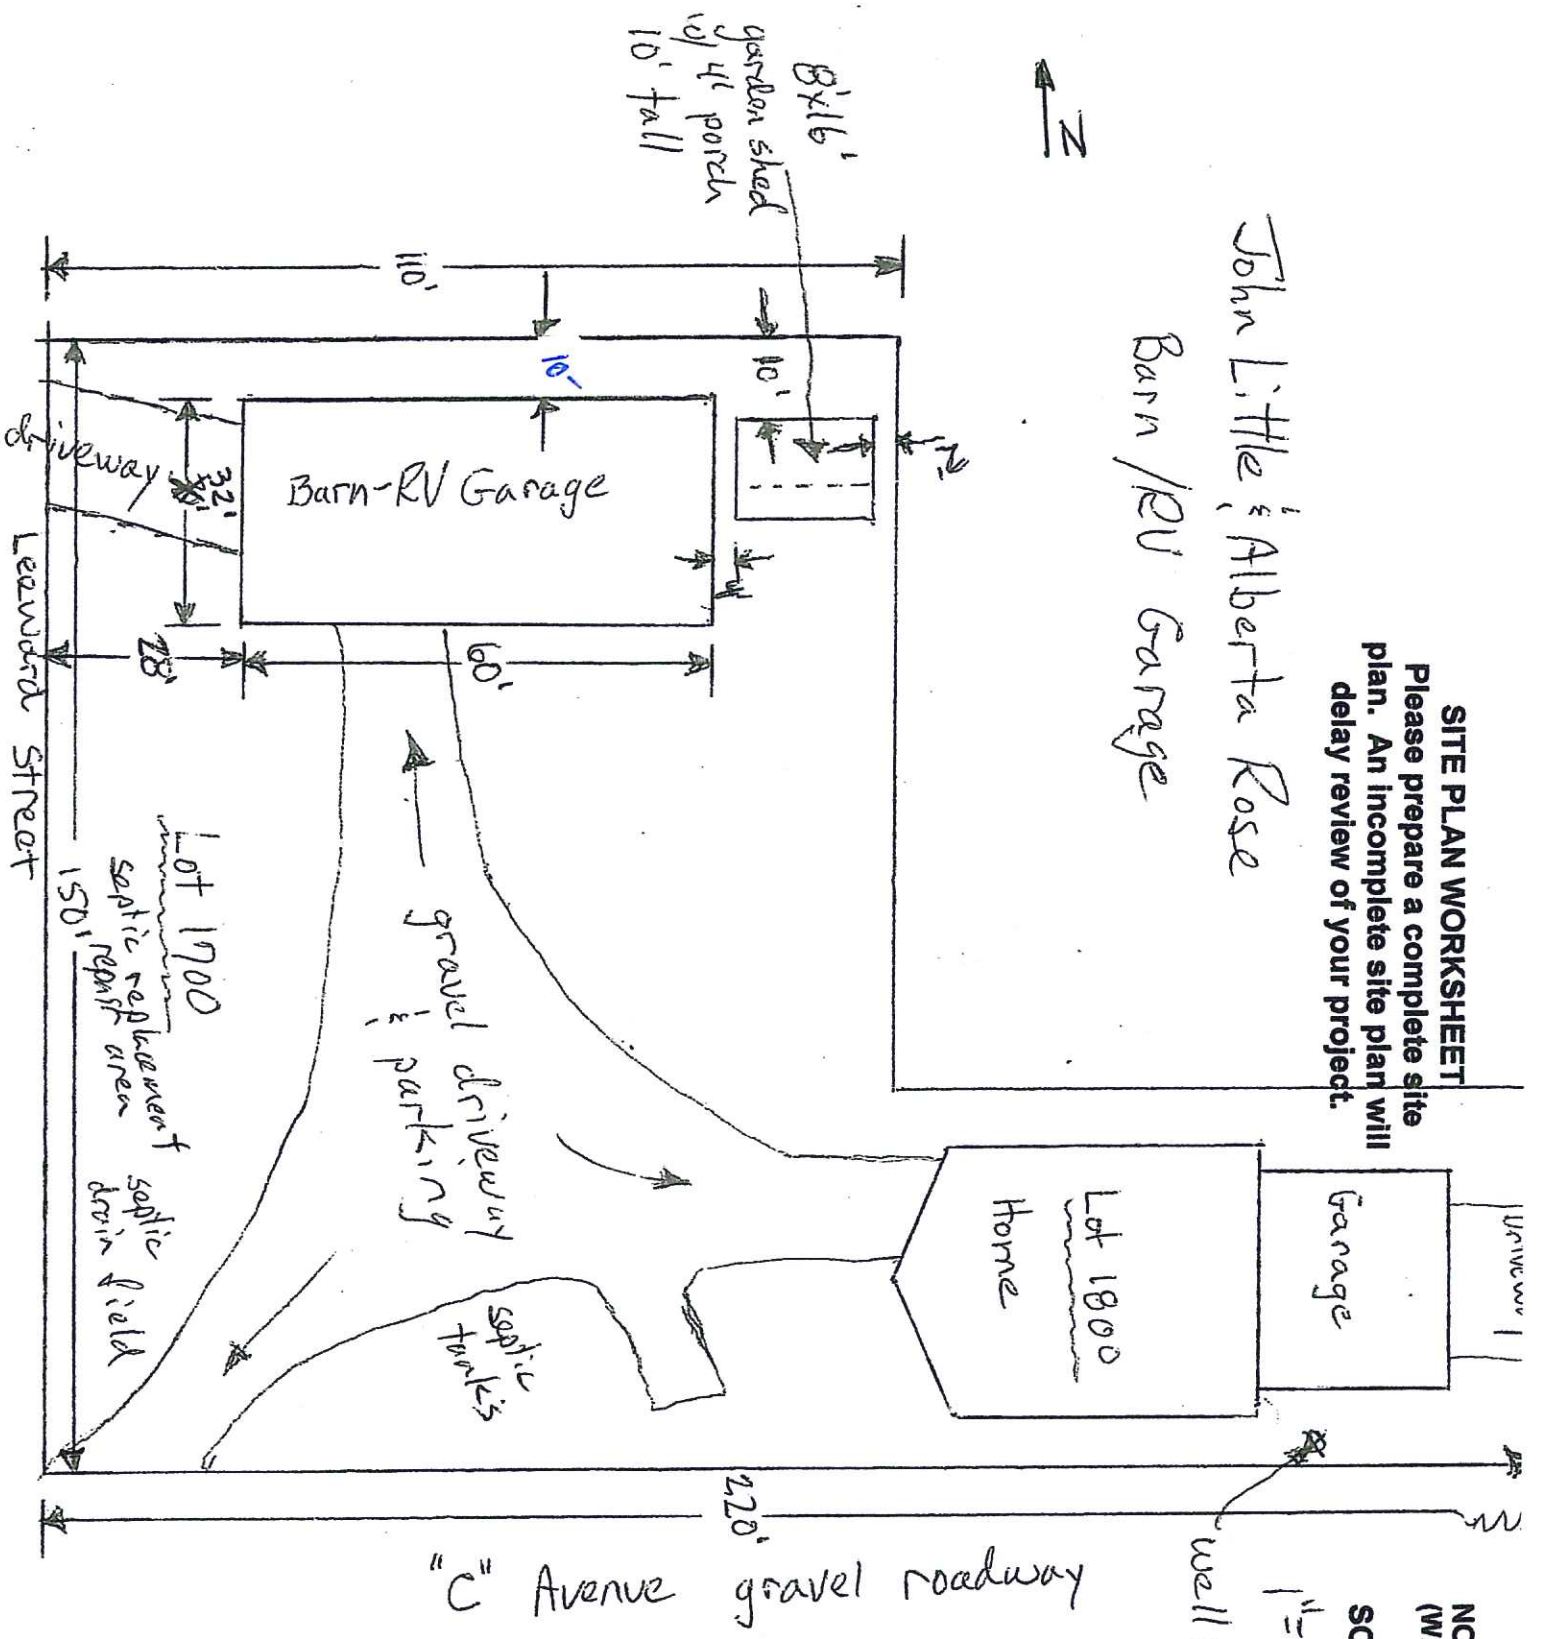 SITE PLAN WORKSHEET
Please prepare a complete site
plan. An incomplete site plan will
delay review of your project.
John Little & Alberta Rose
Barn/RV Garage
N
8'x16'
garden shed
w/ 4' porch
10' tall
110'
10'
10'
Barn-RV Garage
32'
driveway
28'
60'
Leeward Street
150'
Lot 1700
septic replacement
repair area
septic
drain field
gravel driveway
& parking
septic
tanks
Lot 1800
Home
Garage
well
220'
"C" Avenue gravel roadway
1"=
NO
(W
SC